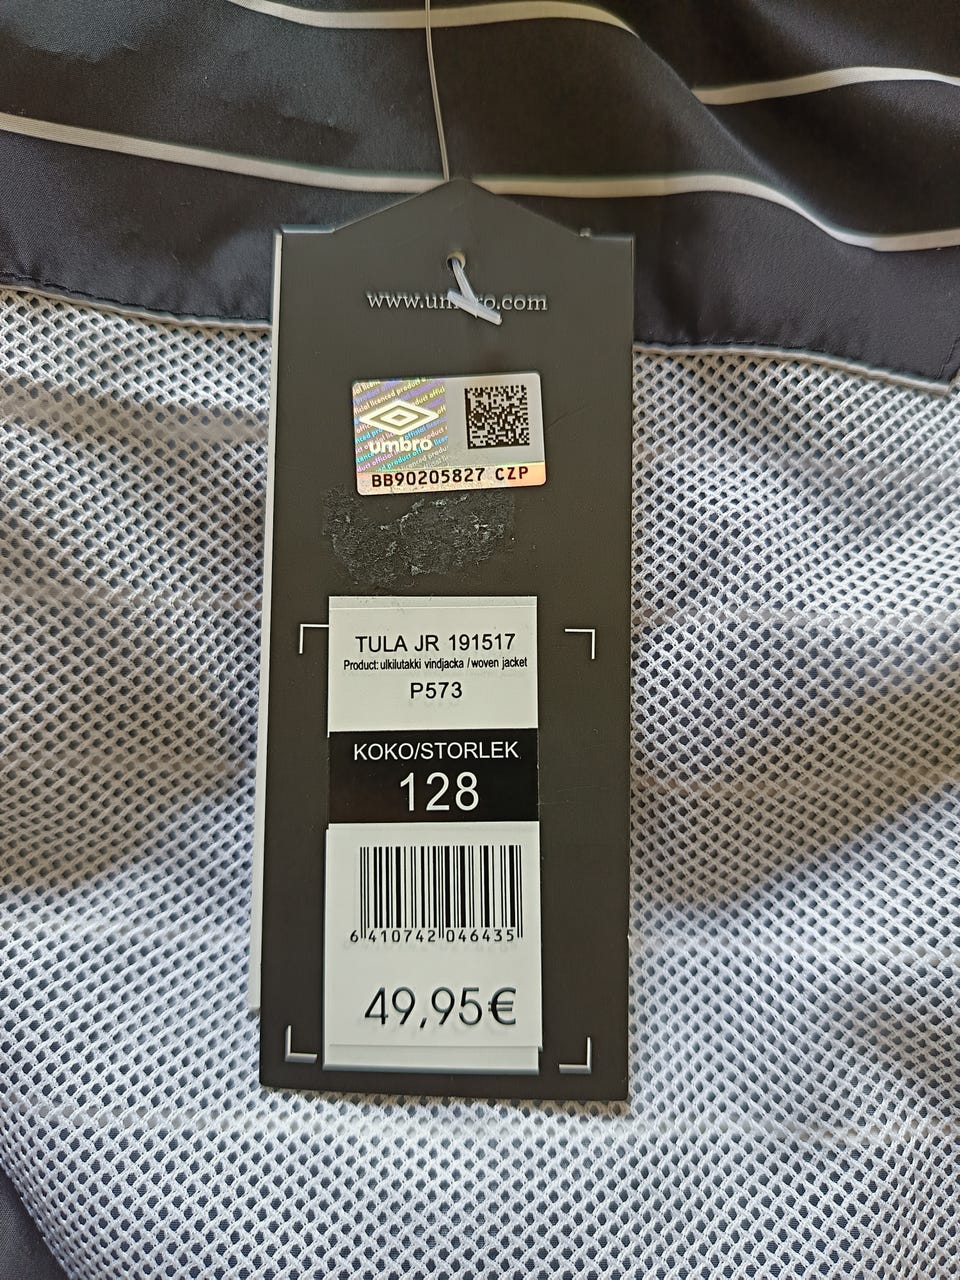 www.umbro.com
umbro
BB90205827 CZP
TULA JR 191517
Product: ulkilutakki vindjacka / woven jacket
P573
KOKO/STORLEK
128
6 410742 046435
49,95€